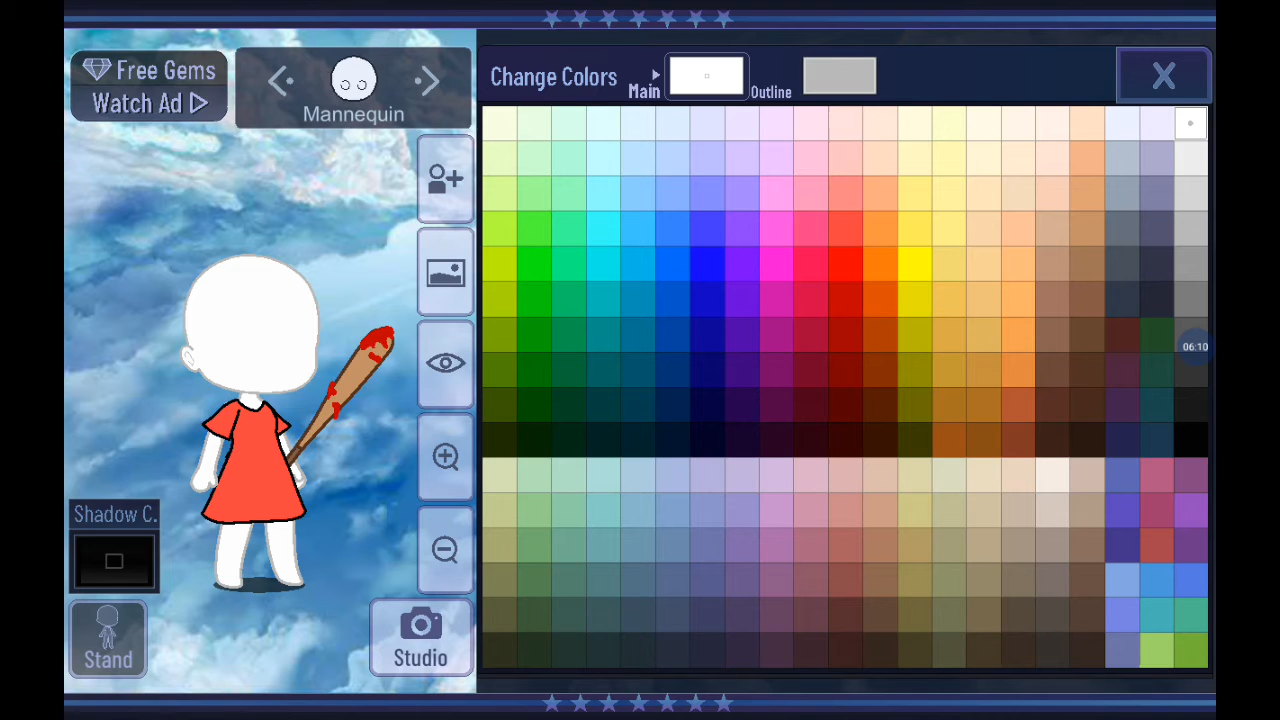 Free Gems
Watch Ad
Mannequin
Change Colors
Main
Outline
06:10
Shadow C.
Stand
Studio